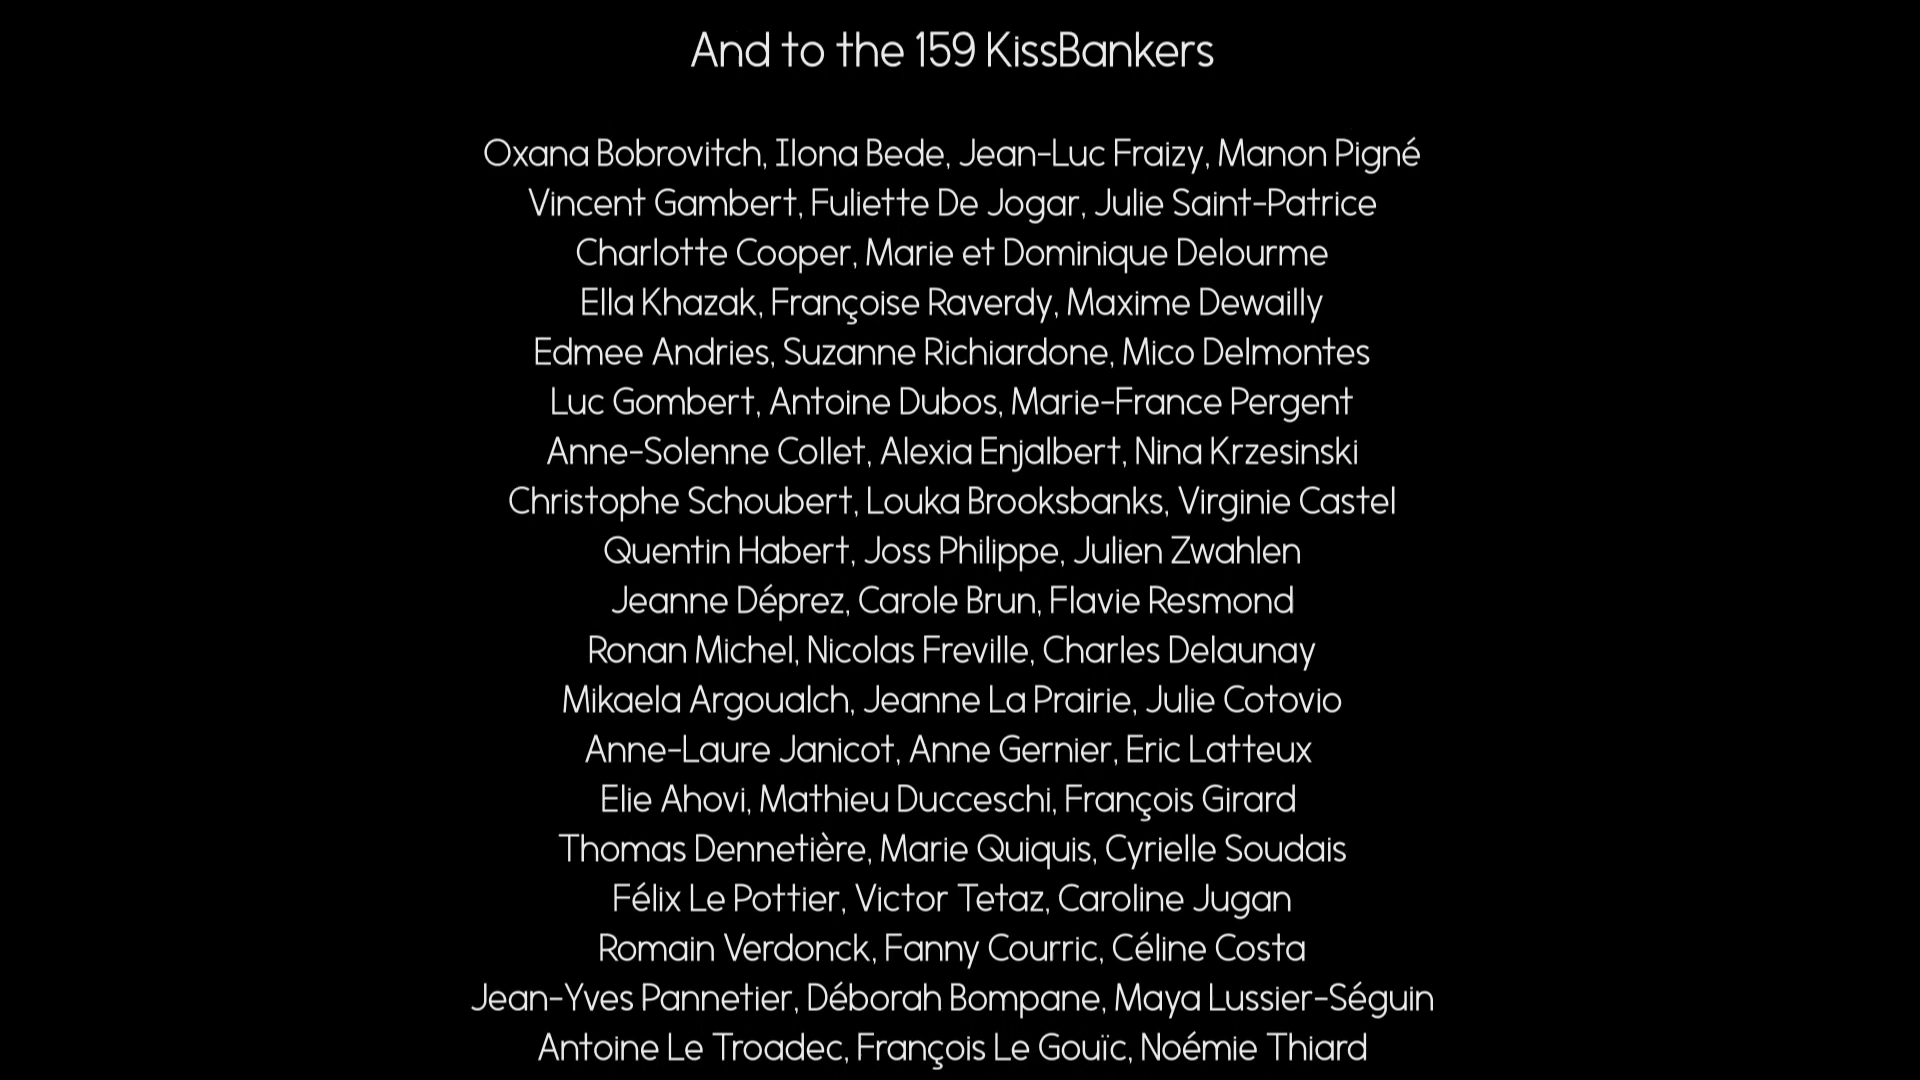 And to the 159 KissBankers
Oxana Bobrovitch, Ilona Bede, Jean-Luc Fraizy, Manon Pigné
Vincent Gambert, Fuliette De Jogar, Julie Saint-Patrice
Charlotte Cooper, Marie et Dominique Delourme
Ella Khazak, Françoise Raverdy, Maxime Dewailly
Edmee Andries, Suzanne Richiardone, Mico Delmontes
Luc Gombert, Antoine Dubos, Marie-France Pergent
Anne-Solenne Collet, Alexia Enjalbert, Nina Krzesinski
Christophe Schoubert, Louka Brooksbanks, Virginie Castel
Quentin Habert, Joss Philippe, Julien Zwahlen
Jeanne Déprez, Carole Brun, Flavie Resmond
Ronan Michel, Nicolas Freville, Charles Delaunay
Mikaela Argoualch, Jeanne La Prairie, Julie Cotovio
Anne-Laure Janicot, Anne Gernier, Eric Latteux
Elie Ahovi, Mathieu Ducceschi, François Girard
Thomas Dennetière, Marie Quiquis, Cyrielle Soudais
Félix Le Pottier, Victor Tetaz, Caroline Jugan
Romain Verdonck, Fanny Courric, Céline Costa
Jean-Yves Pannetier, Déborah Bompane, Maya Lussier-Séguin
Antoine Le Troadec, François Le Gouïc, Noémie Thiard